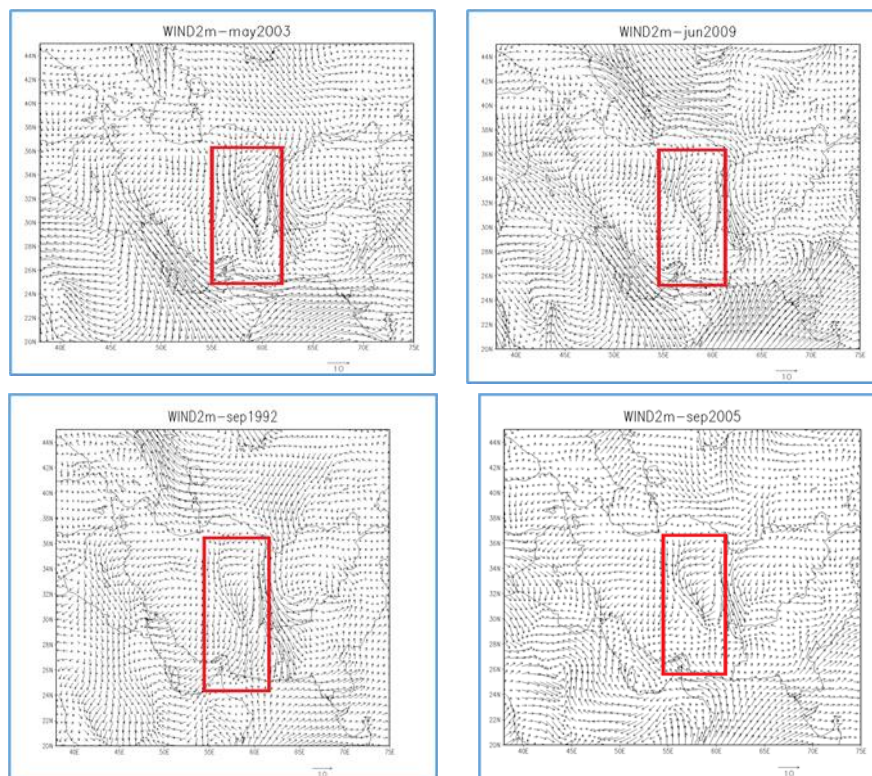 WIND2m-may2003
44N
42N
40N
38N
36N
34N
32N
30N
28N
26N
24N
22N
20N
40E 45E 50E 55E 60E 65E 70E 75E
10
WIND2m-jun2009
44N
42N
40N
38N
36N
34N
32N
30N
28N
26N
24N
22N
20N
40E 45E 50E 55E 60E 65E 70E 75E
10
WIND2m-sep1992
44N
42N
40N
38N
36N
34N
32N
30N
28N
26N
24N
22N
20N
40E 45E 50E 55E 60E 65E 70E 75E
10
WIND2m-sep2005
44N
42N
40N
38N
36N
34N
32N
30N
28N
26N
24N
22N
20N
40E 45E 50E 55E 60E 65E 70E 75E
10